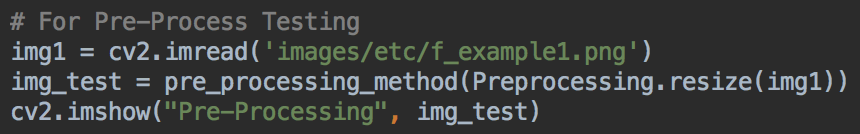 # For Pre-Process Testing
img1 = cv2.imread('images/etc/f_example1.png')
img_test = pre_processing_method(Preprocessing.resize(img1))
cv2.imshow("Pre-Processing", img_test)